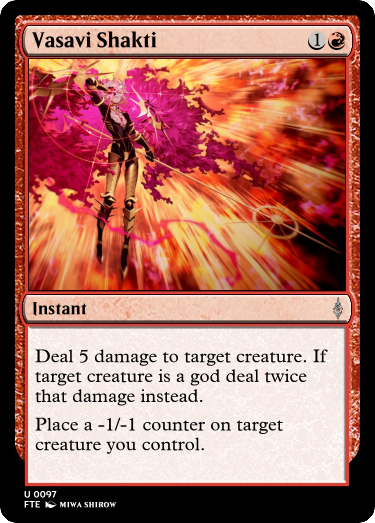 Vasavi Shakti 1
Instant
Deal 5 damage to target creature. If
target creature is a god deal twice
that damage instead.
Place a -1/-1 counter on target
creature you control.
U 0097
FTE MIWA SHIROW